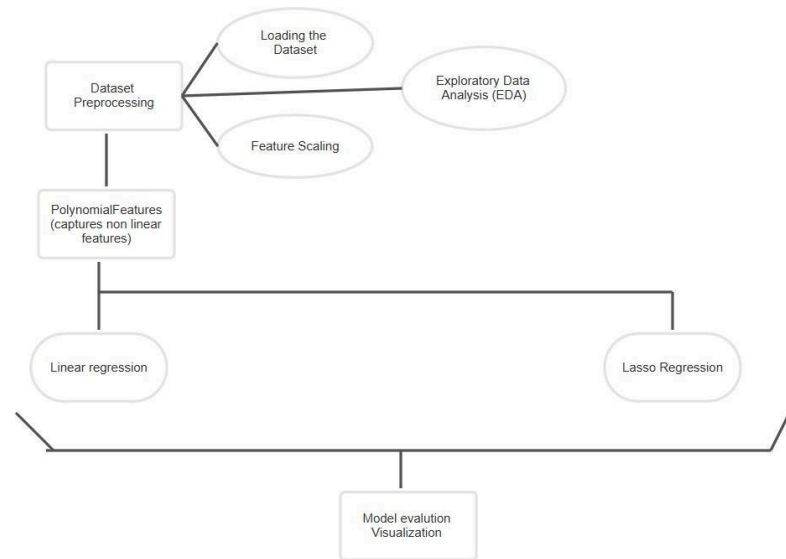 Loading the
Dataset
Dataset
Preprocessing
Exploratory Data
Analysis (EDA)
Feature Scaling
PolynomialFeatures
(captures non linear
features)
Linear regression
Lasso Regression
Model evalution
Visualization